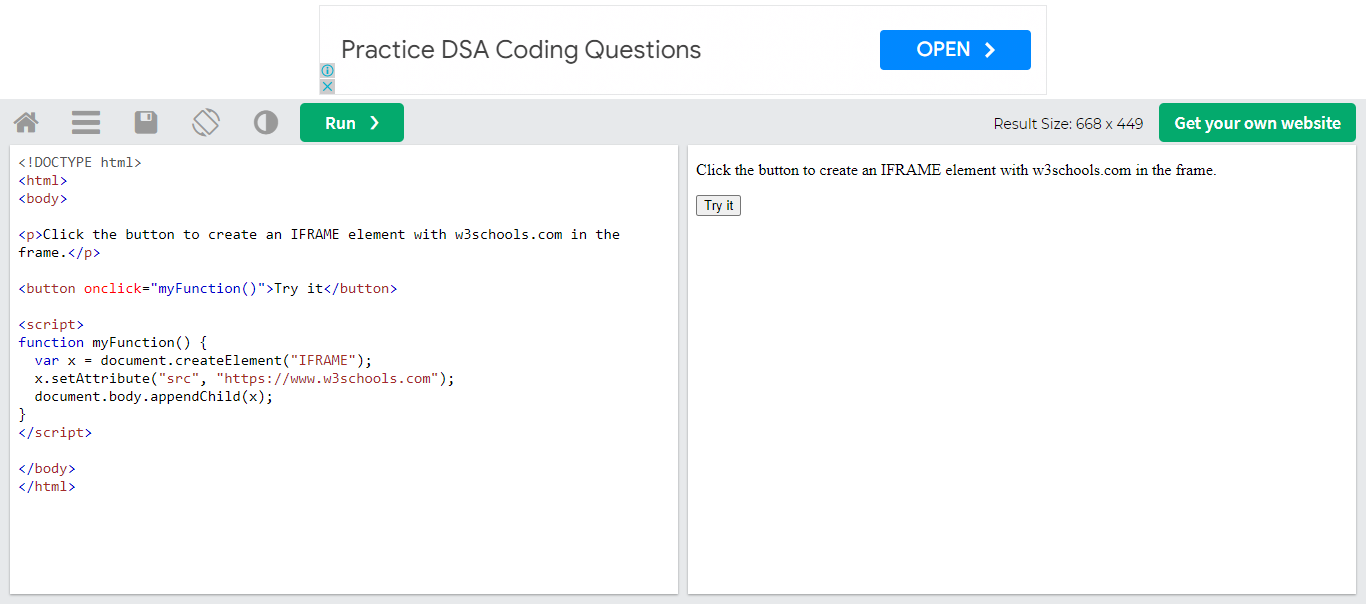 Practice DSA Coding Questions
OPEN
Run
Result Size: 668 x 449
Get your own website
<!DOCTYPE html>
<html>
<body>
<p>Click the button to create an IFRAME element with w3schools.com in the
frame.</p>
<button onclick="myFunction()">Try it</button>
<script>
function myFunction() {
  var x = document.createElement("IFRAME");
  x.setAttribute("src", "https://www.w3schools.com");
  document.body.appendChild(x);
}
</script>
</body>
</html>
Click the button to create an IFRAME element with w3schools.com in the frame.
Try it